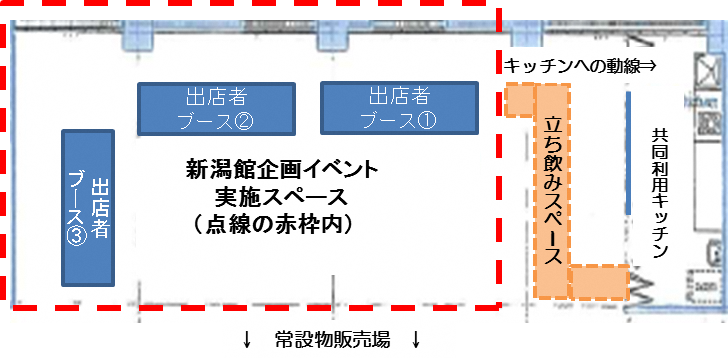 キッチンへの動線⇒
出店者
ブース②
出店者
ブース①
出店者
ブース③
新潟館企画イベント
実施スペース
（点線の赤枠内）
立ち飲みスペース
共同利用キッチン
↓　常設物販売場　↓